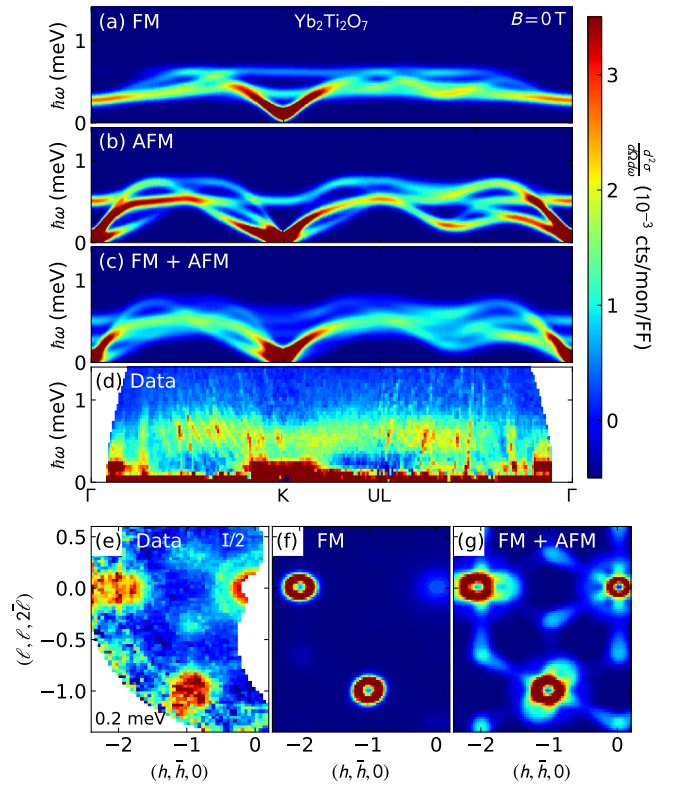 (a) FM Yb₂Ti₂O₇ B = 0 T
ħω (meV)
1
0
(b) AFM
ħω (meV)
1
0
(c) FM + AFM
ħω (meV)
1
0
(d) Data
ħω (meV)
1
0
Γ K UL Γ
3
2
1
0
d²σ/dΩdω (10⁻³ cts/mon/FF)
(e) Data I/2
(f) FM
(g) FM + AFM
(ℓ, ℓ, 2ℓ̄)
0.5
0.0
−0.5
−1.0
0.2 meV
−2 −1 0
−2 −1 0
−2 −1 0
(h, h̄, 0)
(h, h̄, 0)
(h, h̄, 0)